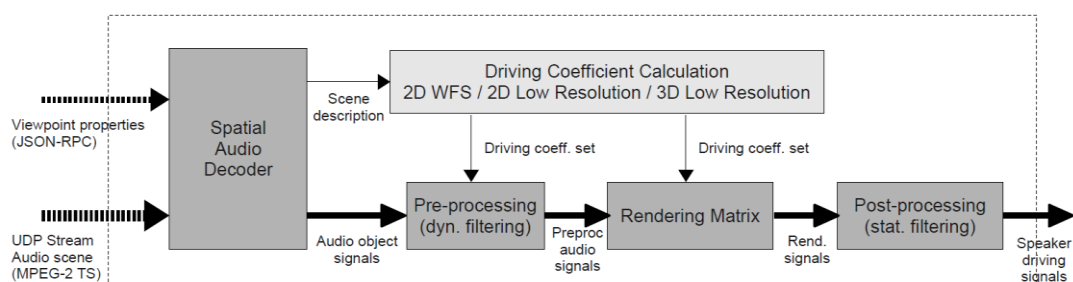 Driving Coefficient Calculation
2D WFS / 2D Low Resolution / 3D Low Resolution
Scene
description
Viewpoint properties
(JSON-RPC)
Spatial
Audio
Decoder
Driving coeff. set
Driving coeff. set
Pre-processing
(dyn. filtering)
Rendering Matrix
Post-processing
(stat. filtering)
UDP Stream
Audio scene
(MPEG-2 TS)
Audio object
signals
Preproc
audio
signals
Rend.
signals
Speaker
driving
signals